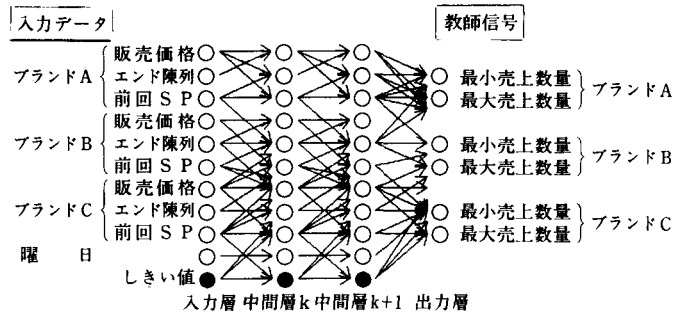 入力データ
教師信号
ブランドA
販売価格
エンド陳列
前回SP
ブランドB
販売価格
エンド陳列
前回SP
ブランドC
販売価格
エンド陳列
前回SP
曜 日
しきい値
最小売上数量
最大売上数量
ブランドA
最小売上数量
最大売上数量
ブランドB
最小売上数量
最大売上数量
ブランドC
入力層 中間層k 中間層k+1 出力層